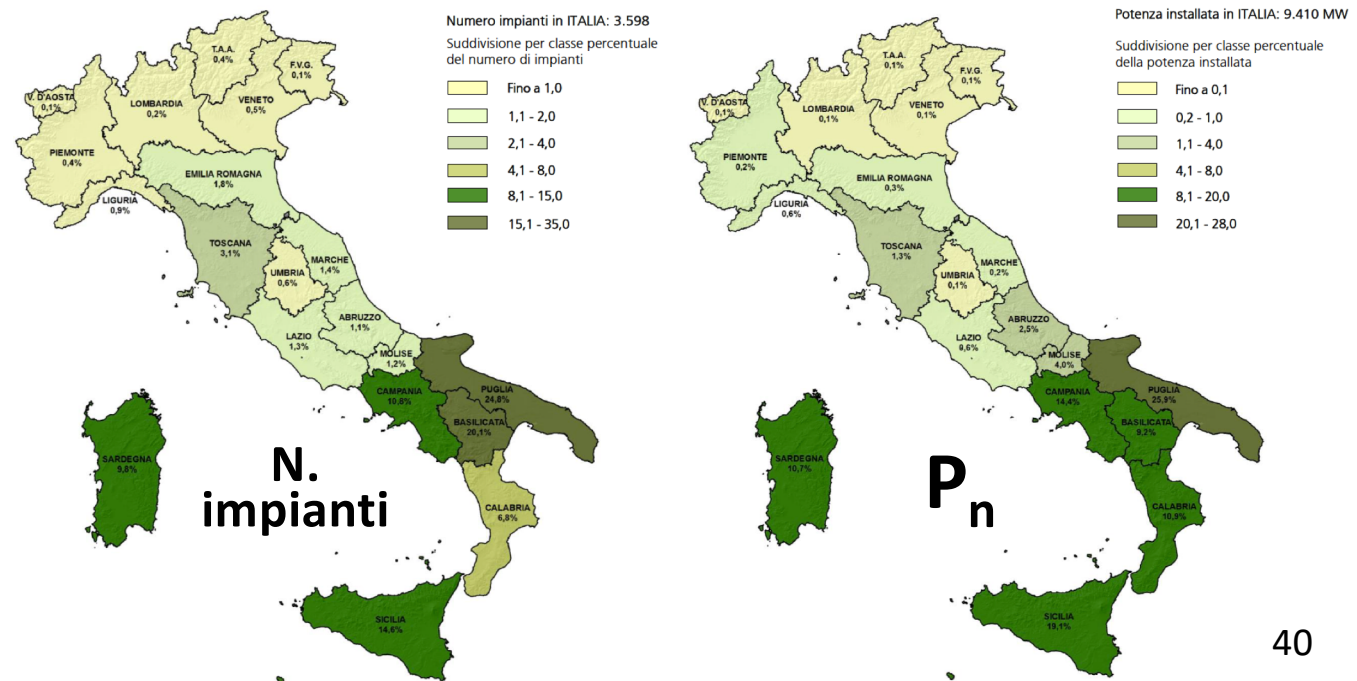 Numero impianti in ITALIA: 3.598
Suddivisione per classe percentuale
del numero di impianti
Fino a 1,0
1,1 - 2,0
2,1 - 4,0
4,1 - 8,0
8,1 - 15,0
15,1 - 35,0
T.A.A.
0,4%
F.V.G.
0,1%
V. D'AOSTA
0,1%
LOMBARDIA
0,2%
VENETO
0,5%
PIEMONTE
0,4%
EMILIA ROMAGNA
1,8%
LIGURIA
0,9%
TOSCANA
3,1%
MARCHE
1,4%
UMBRIA
0,6%
ABRUZZO
1,1%
LAZIO
1,3%
MOLISE
1,2%
CAMPANIA
10,8%
PUGLIA
24,8%
BASILICATA
20,1%
SARDEGNA
9,8%
CALABRIA
6,8%
SICILIA
14,6%
N.
impianti
Potenza installata in ITALIA: 9.410 MW
Suddivisione per classe percentuale
della potenza installata
Fino a 0,1
0,2 - 1,0
1,1 - 4,0
4,1 - 8,0
8,1 - 20,0
20,1 - 28,0
T.A.A.
0,1%
F.V.G.
0,1%
V. D'AOSTA
0,1%
LOMBARDIA
0,1%
VENETO
0,1%
PIEMONTE
0,2%
EMILIA ROMAGNA
0,3%
LIGURIA
0,6%
TOSCANA
1,3%
MARCHE
0,2%
UMBRIA
0,1%
ABRUZZO
2,5%
LAZIO
0,6%
MOLISE
4,0%
CAMPANIA
14,4%
PUGLIA
25,9%
BASILICATA
9,2%
SARDEGNA
10,7%
CALABRIA
10,9%
SICILIA
19,1%
Pn
40